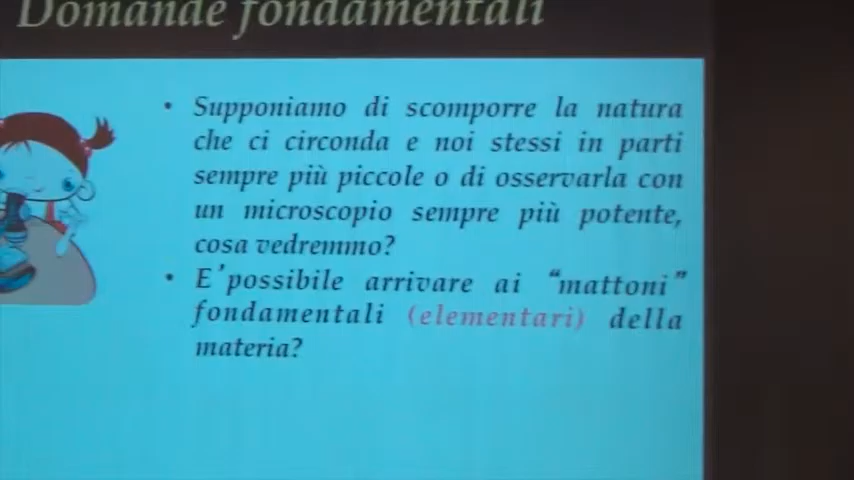 Domande fondamentali
• Supponiamo di scomporre la natura
che ci circonda e noi stessi in parti
sempre più piccole o di osservarla con
un microscopio sempre più potente,
cosa vedremmo?
• E'possibile arrivare ai “mattoni”
fondamentali (elementari) della
materia?